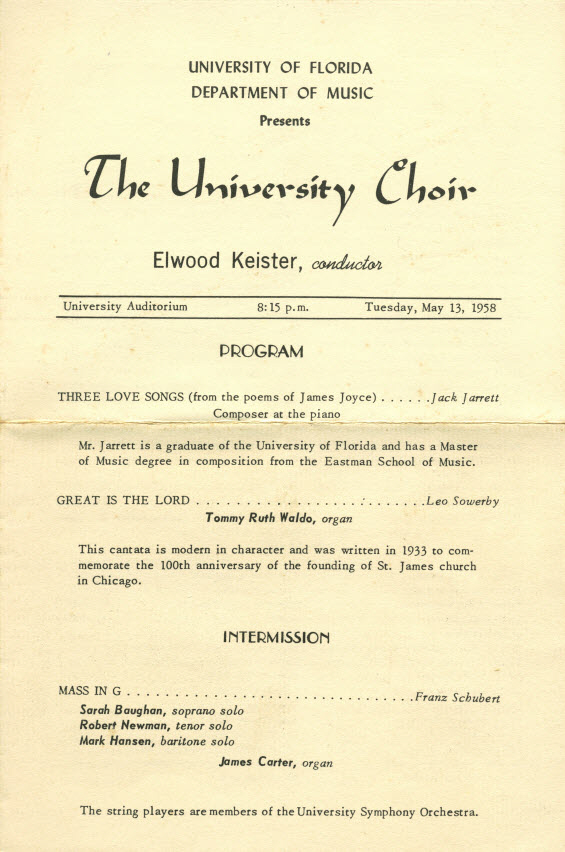 UNIVERSITY OF FLORIDA
DEPARTMENT OF MUSIC
Presents
The University Choir
Elwood Keister, conductor
University Auditorium 8:15 p.m. Tuesday, May 13, 1958
PROGRAM
THREE LOVE SONGS (from the poems of James Joyce) . . . . . . Jack Jarrett
Composer at the piano
Mr. Jarrett is a graduate of the University of Florida and has a Master
of Music degree in composition from the Eastman School of Music.
GREAT IS THE LORD . . . . . . . . . . . . . . . . . . . . . . . . . Leo Sowerby
Tommy Ruth Waldo, organ
This cantata is modern in character and was written in 1933 to com-
memorate the 100th anniversary of the founding of St. James church
in Chicago.
INTERMISSION
MASS IN G . . . . . . . . . . . . . . . . . . . . . . . . . . . . . . . Franz Schubert
Sarah Baughan, soprano solo
Robert Newman, tenor solo
Mark Hansen, baritone solo
James Carter, organ
The string players are members of the University Symphony Orchestra.